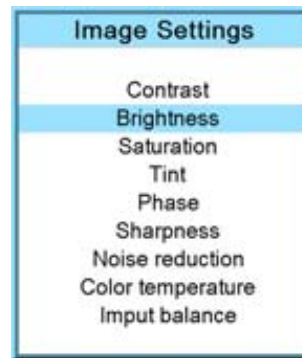 Image Settings
Contrast
Brightness
Saturation
Tint
Phase
Sharpness
Noise reduction
Color temperature
Imput balance